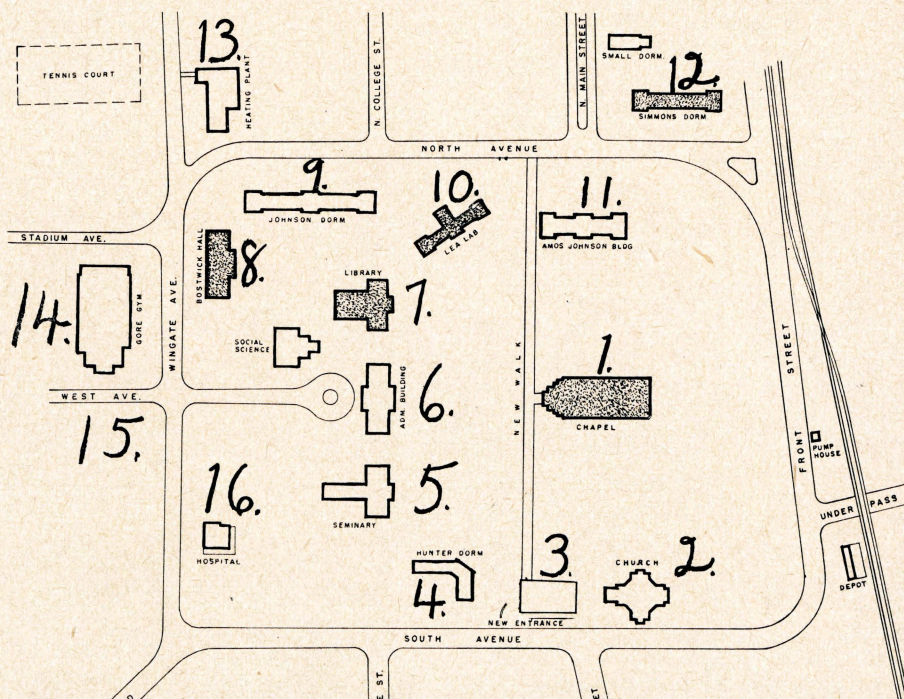 13.
TENNIS COURT
HEATING PLANT
N. COLLEGE ST.
N. MAIN STREET
SMALL DORM.
12.
SIMMONS DORM
NORTH AVENUE
9.
JOHNSON DORM
10.
LEA LAB
11.
AMOS JOHNSON BLDG
STADIUM AVE.
BOSTWICK HALL
8.
LIBRARY
7.
14.
GORE GYM
WINGATE AVE.
SOCIAL
SCIENCE
NEW WALK
1.
CHAPEL
FRONT STREET
WEST AVE.
15.
ADM. BUILDING
6.
PUMP
HOUSE
UNDER PASS
16.
HOSPITAL
5.
SEMINARY
HUNTER DORM
4.
3.
NEW ENTRANCE
CHURCH
2.
DEPOT
SOUTH AVENUE